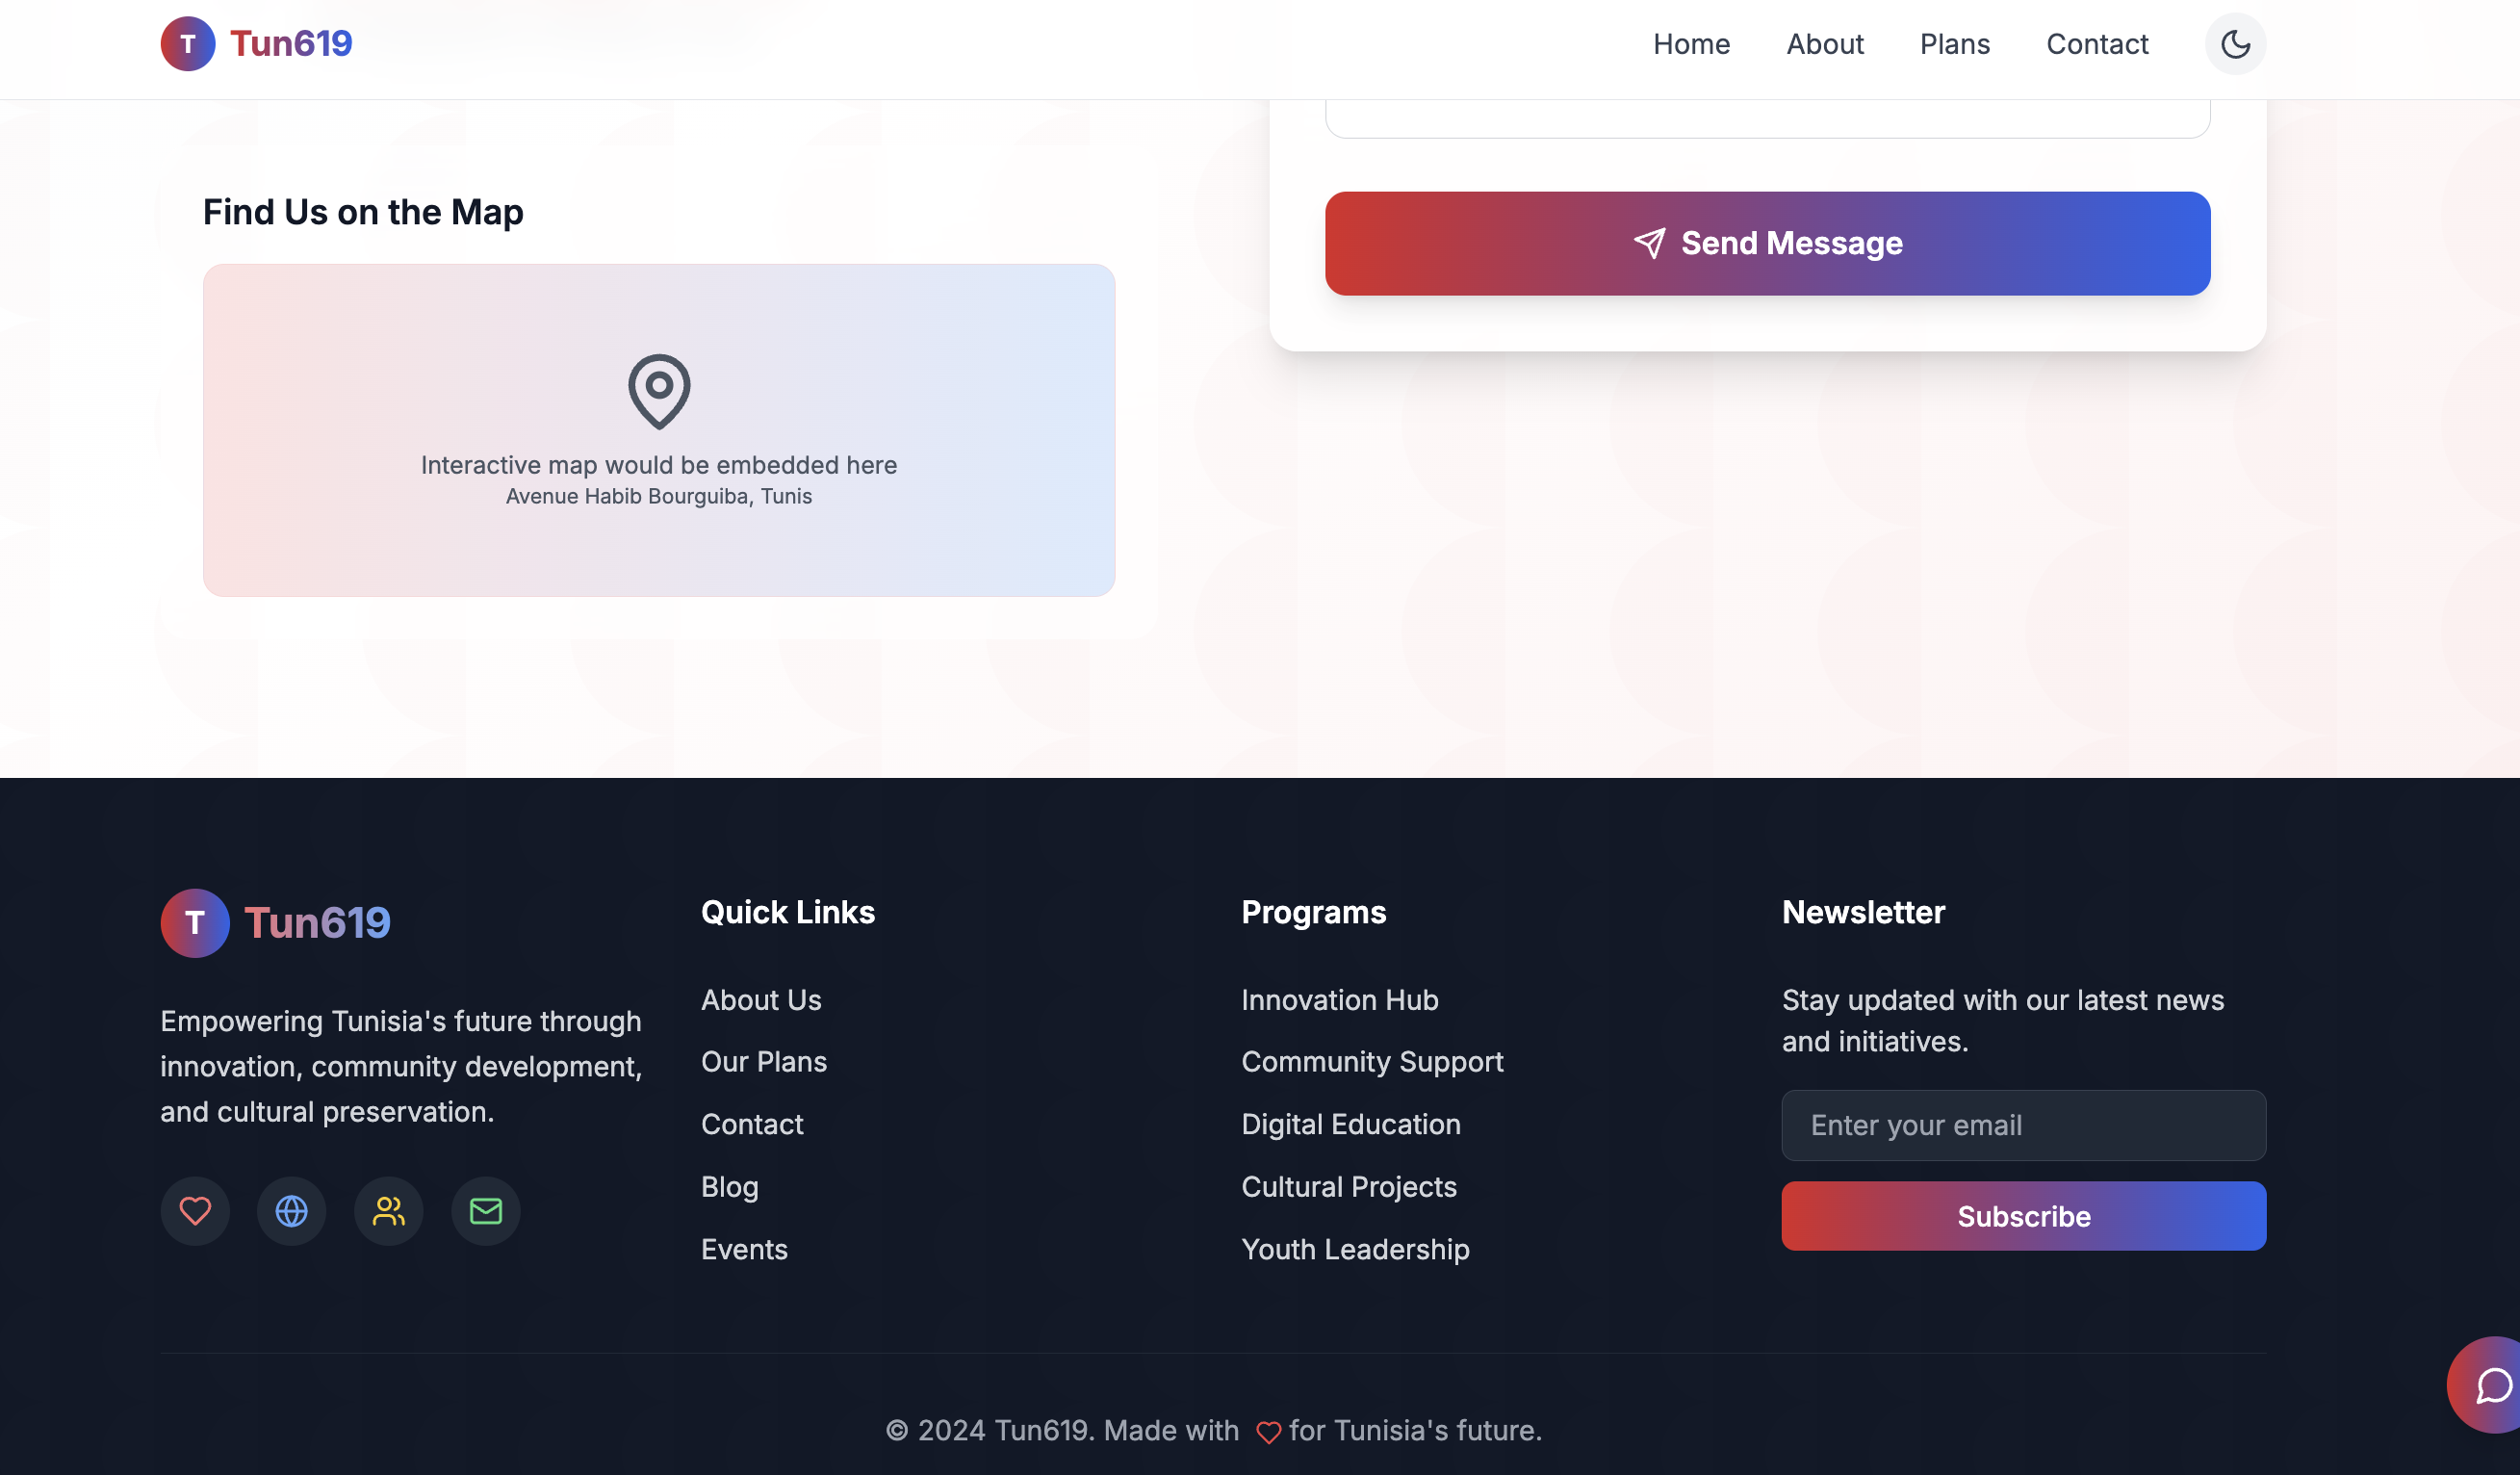 T Tun619
Home About Plans Contact
Find Us on the Map
Interactive map would be embedded here
Avenue Habib Bourguiba, Tunis
Send Message
T Tun619
Empowering Tunisia's future through
innovation, community development,
and cultural preservation.
Quick Links
About Us
Our Plans
Contact
Blog
Events
Programs
Innovation Hub
Community Support
Digital Education
Cultural Projects
Youth Leadership
Newsletter
Stay updated with our latest news
and initiatives.
Enter your email
Subscribe
© 2024 Tun619. Made with for Tunisia's future.